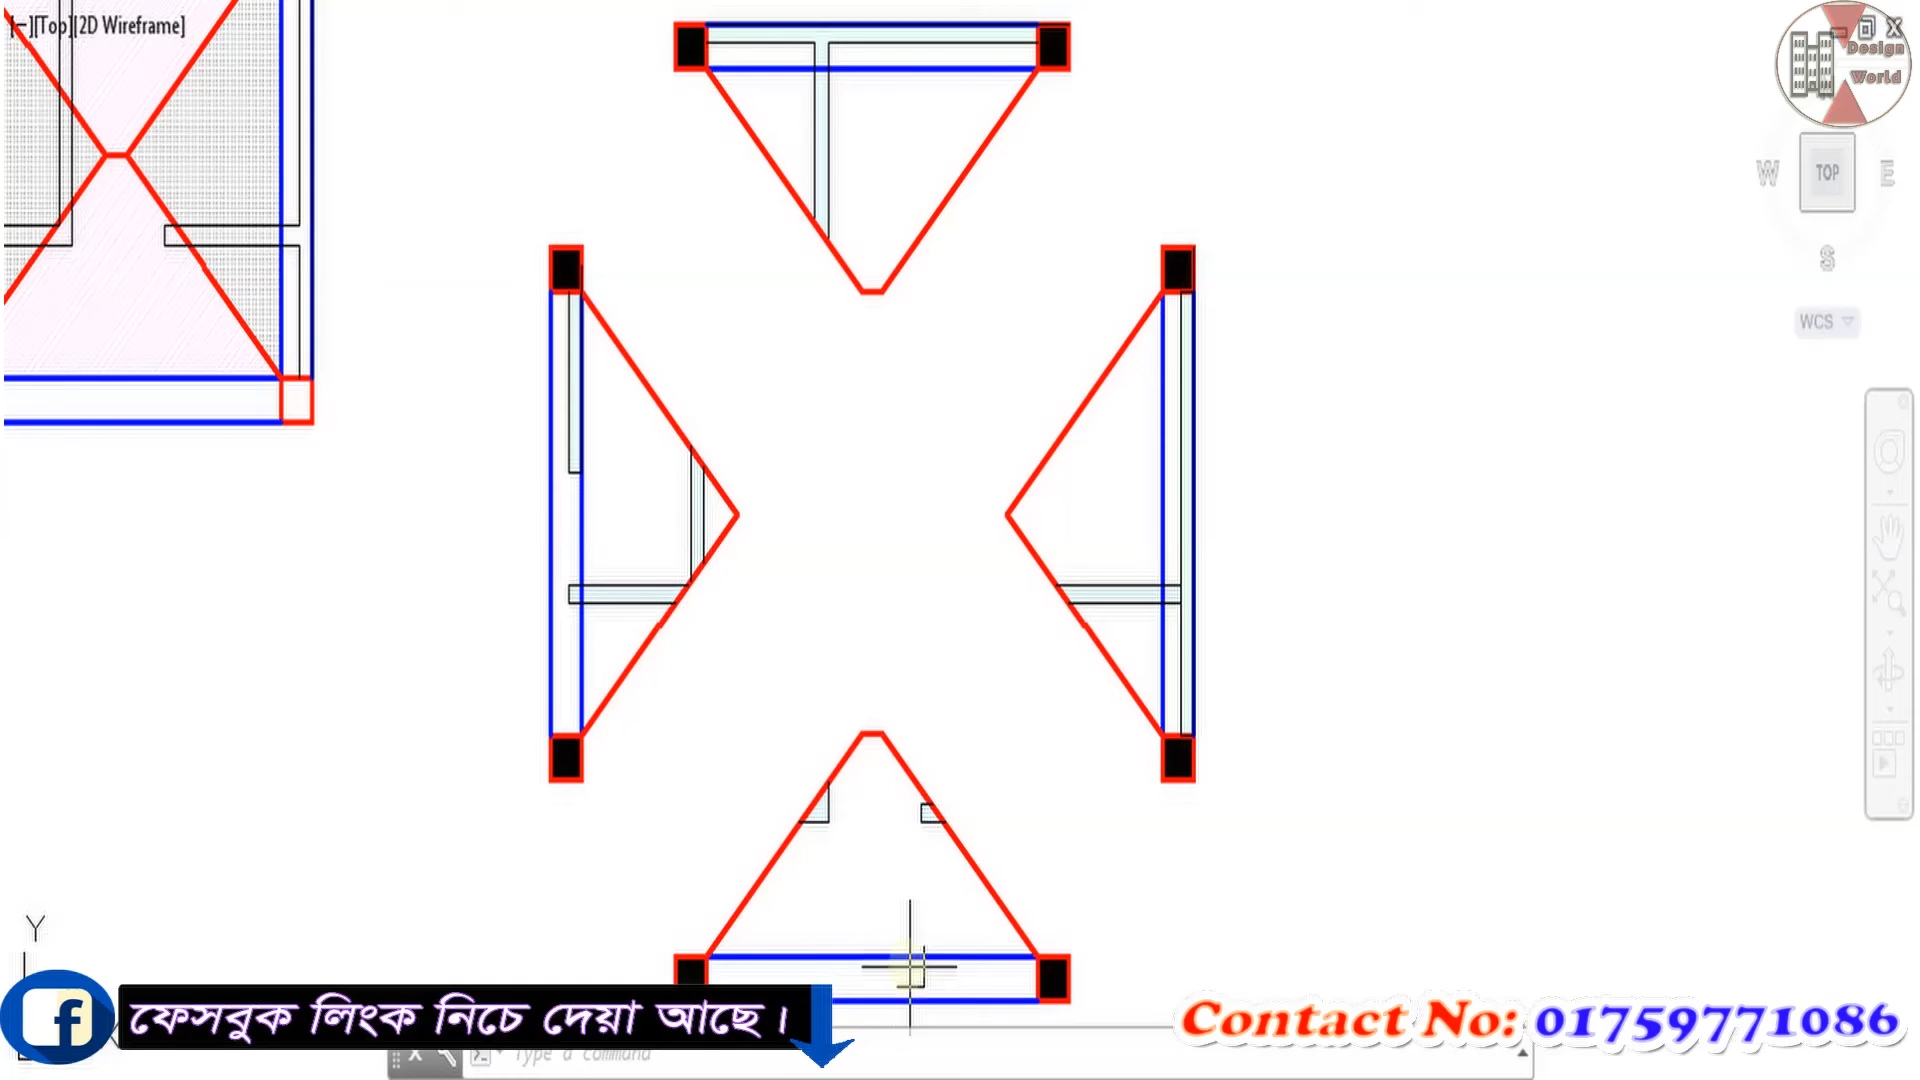 [−][Top][2D Wireframe]
Design
World
W
TOP
E
S
WCS
Y
ফেসবুক লিংক নিচে দেয়া আছে।
Contact No: 01759771086
Type a command